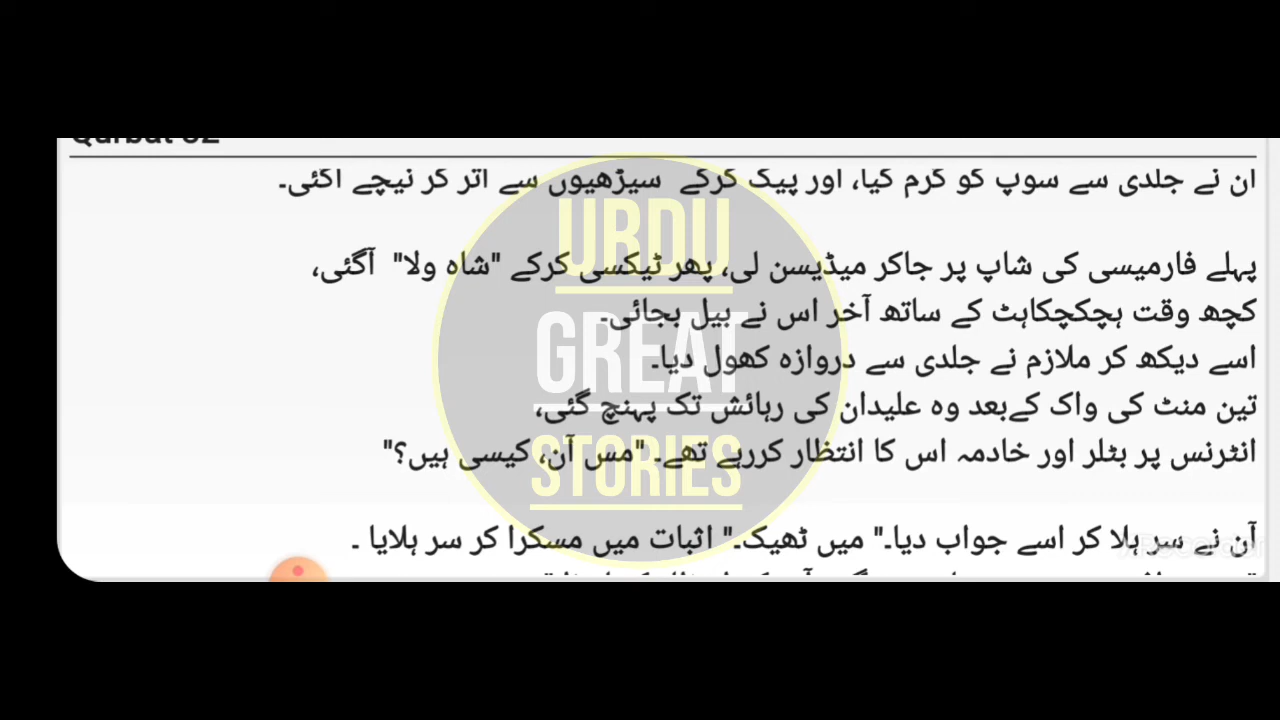 Qurbat 02
ان نے جلدی سے سوپ کو گرم کیا، اور پیک کرکے سیڑھیوں سے اتر کر نیچے آگئی۔
پہلے فارمیسی کی شاپ پر جاکر میڈیسن لی، پھر ٹیکسی کرکے "شاہ ولا" آگئی،
کچھ وقت ہچکچکاہٹ کے ساتھ آخر اس نے بیل بجائی۔
اسے دیکھ کر ملازم نے جلدی سے دروازہ کھول دیا۔
تین منٹ کی واک کےبعد وہ علیدان کی رہائش تک پہنچ گئی،
انٹرنس پر بٹلر اور خادمہ اس کا انتظار کررہے تھے۔ "مس آن، کیسی ہیں؟"
آن نے سر ہلا کر اسے جواب دیا۔" میں ٹھیک۔" اثبات میں مسکرا کر سر ہلایا ۔
URDU
GREAT
STORIES